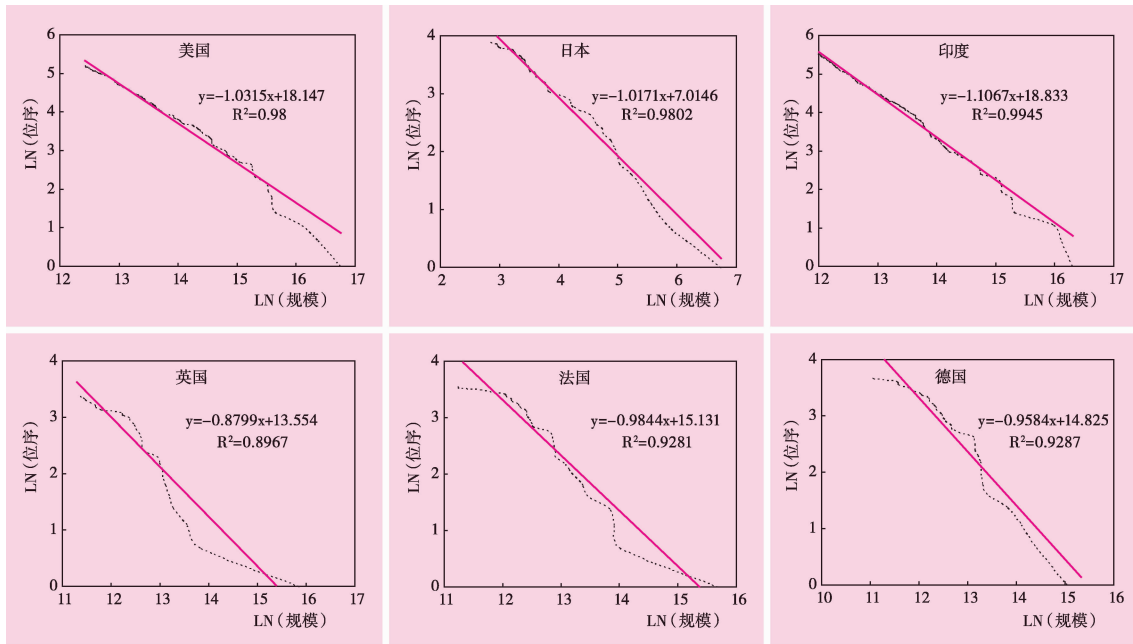 美国
y=-1.0315x+18.147
R²=0.98
LN(位序)
6
5
4
3
2
1
0
12 13 14 15 16 17
LN(规模)
日本
y=-1.0171x+7.0146
R²=0.9802
LN(位序)
4
3
2
1
0
2 3 4 5 6 7
LN(规模)
印度
y=-1.1067x+18.833
R²=0.9945
LN(位序)
6
5
4
3
2
1
0
12 13 14 15 16 17
LN(规模)
英国
y=-0.8799x+13.554
R²=0.8967
LN(位序)
4
3
2
1
0
11 12 13 14 15 16
LN(规模)
法国
y=-0.9844x+15.131
R²=0.9281
LN(位序)
4
3
2
1
0
11 12 13 14 15 16
LN(规模)
德国
y=-0.9584x+14.825
R²=0.9287
LN(位序)
4
3
2
1
0
10 11 12 13 14 15 16
LN(规模)